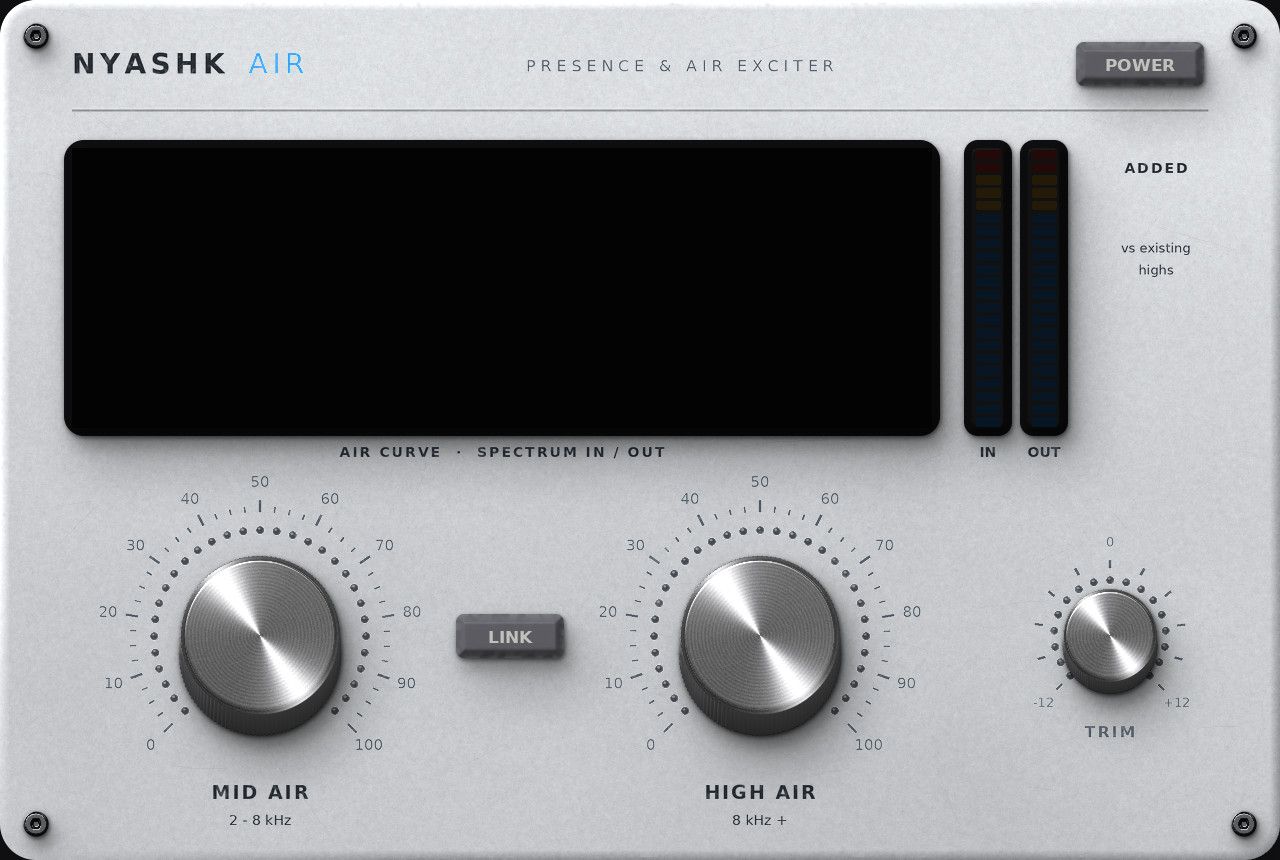 NYASHK AIR
PRESENCE & AIR EXCITER
POWER
ADDED
vs existing
highs
AIR CURVE · SPECTRUM IN / OUT
IN
OUT
0
10
20
30
40
50
60
70
80
90
100
MID AIR
2 - 8 kHz
LINK
0
10
20
30
40
50
60
70
80
90
100
HIGH AIR
8 kHz +
-12
0
+12
TRIM